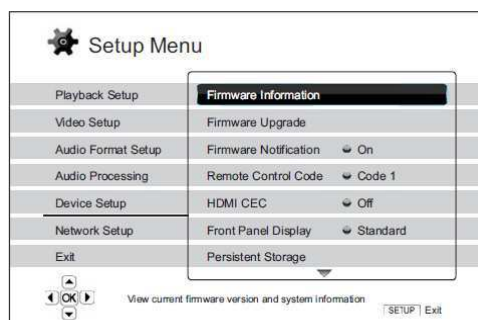 Setup Menu
Playback Setup
Video Setup
Audio Format Setup
Audio Processing
Device Setup
Network Setup
Exit
Firmware Information
Firmware Upgrade
Firmware Notification On
Remote Control Code Code 1
HDMI CEC Off
Front Panel Display Standard
Persistent Storage
OK
View current firmware version and system information
SETUP Exit